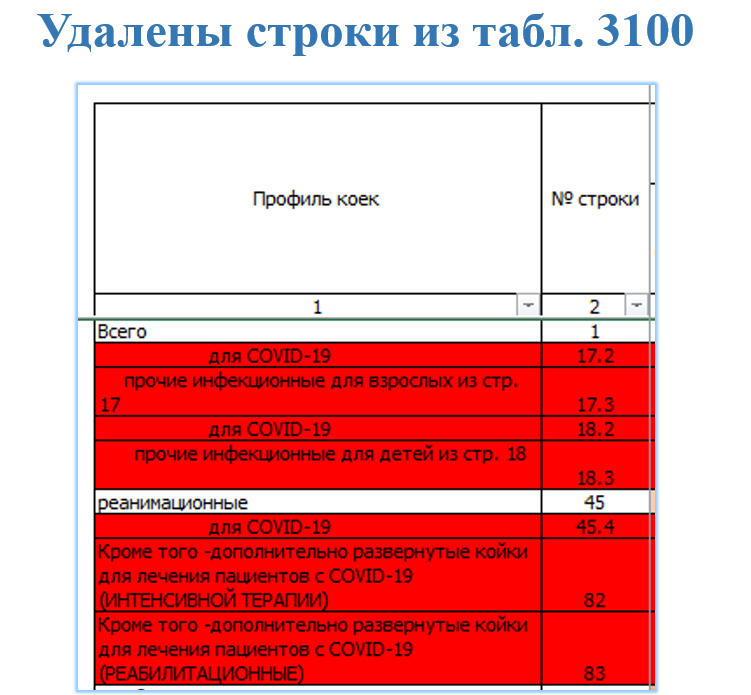 Удалены строки из табл. 3100
Профиль коек
№ строки
1
2
Всего
1
для COVID-19
17.2
прочие инфекционные для взрослых из стр.
17
17.3
для COVID-19
18.2
прочие инфекционные для детей из стр. 18
18.3
реанимационные
45
для COVID-19
45.4
Кроме того -дополнительно развернутые койки
для лечения пациентов с COVID-19
(ИНТЕНСИВНОЙ ТЕРАПИИ)
82
Кроме того -дополнительно развернутые койки
для лечения пациентов с COVID-19
(РЕАБИЛИТАЦИОННЫЕ)
83